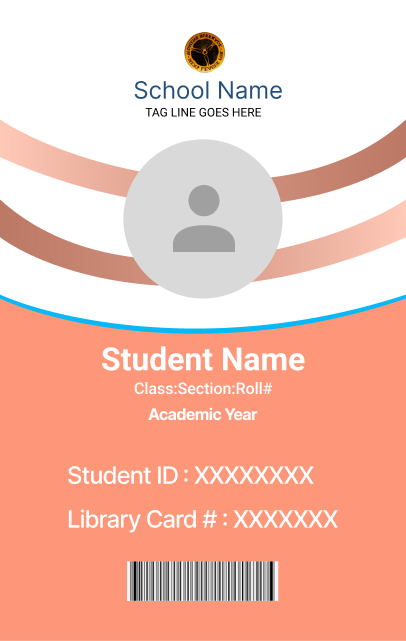 School Name
TAG LINE GOES HERE
Student Name
Class:Section:Roll#
Academic Year
Student ID : XXXXXXXX
Library Card # : XXXXXXX